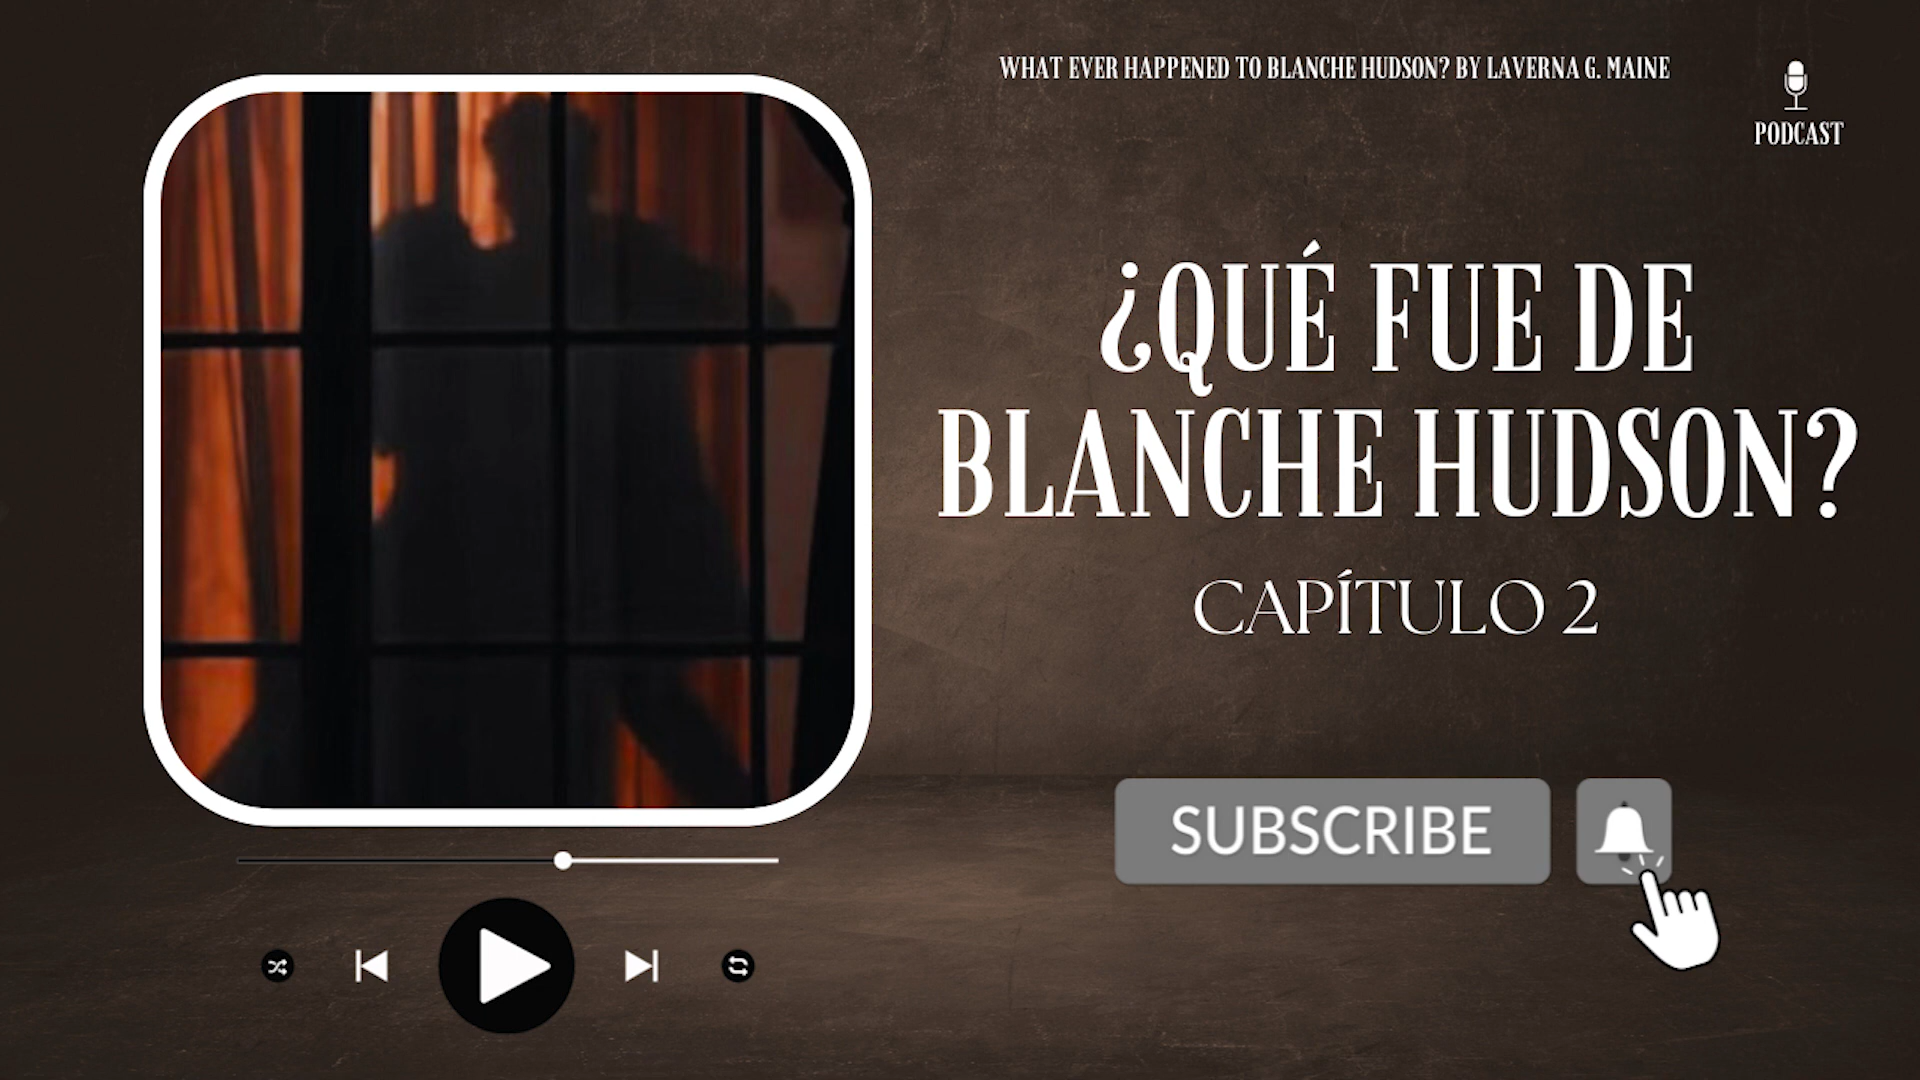 WHAT EVER HAPPENED TO BLANCHE HUDSON? BY LAVERNA G. MAINE
PODCAST
¿QUÉ FUE DE
BLANCHE HUDSON?
CAPÍTULO 2
SUBSCRIBE